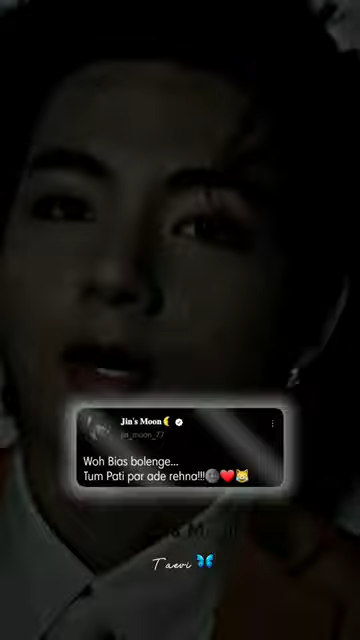 Jin's Moon🌙
jin_moon_77
Woh Bias bolenge...
Tum Pati par ade rehna!!!🌚❤️😹
Taevi 🦋